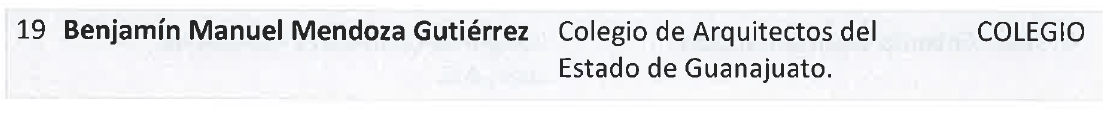 19 Benjamín Manuel Mendoza Gutiérrez Colegio de Arquitectos del COLEGIO
Estado de Guanajuato.